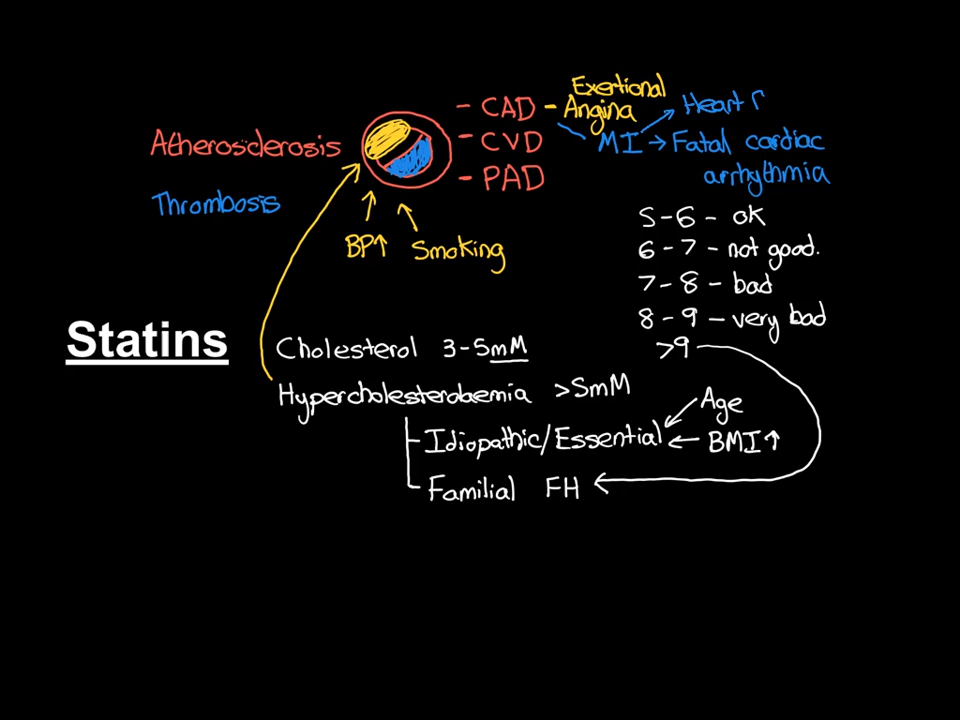 Exertional
- CAD - Angina
Heart F
Atherosclerosis
- CVD
MI → Fatal cardiac
arrhythmia
- PAD
Thrombosis
5-6 - ok
BP↑ Smoking
6-7 - not good.
7-8 - bad
8-9 - very bad
Statins
Cholesterol 3-5mM
>9
Hypercholesterolaemia >5mM
Age
Idiopathic/Essential
BMI↑
Familial FH